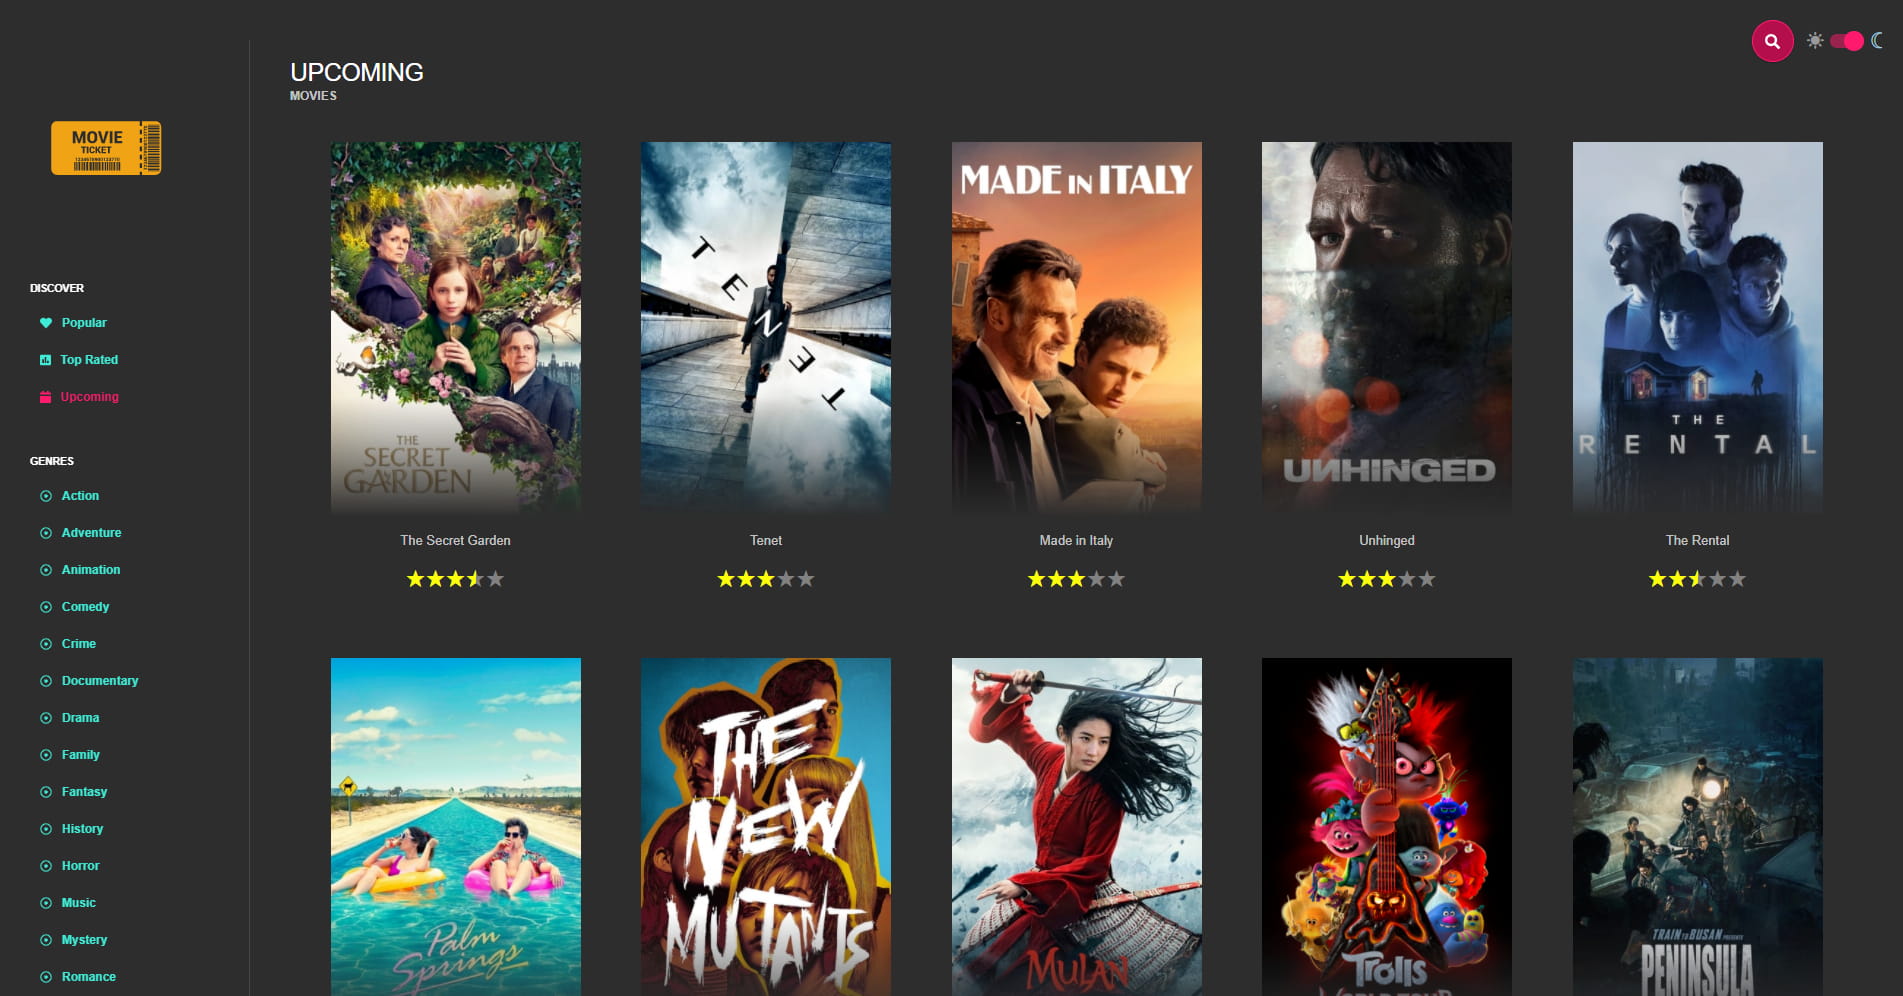 UPCOMING
MOVIES
MOVIE
TICKET
DISCOVER
Popular
Top Rated
Upcoming
GENRES
Action
Adventure
Animation
Comedy
Crime
Documentary
Drama
Family
Fantasy
History
Horror
Music
Mystery
Romance
THE
SECRET
GARDEN
TENET
MADE IN ITALY
UNHINGED
THE
RENTAL
The Secret Garden
Tenet
Made in Italy
Unhinged
The Rental
Palm
Springs
THE
NEW
MUTANTS
MULAN
TROLLS
WORLD TOUR
TRAIN TO BUSAN PRESENTS
PENINSULA